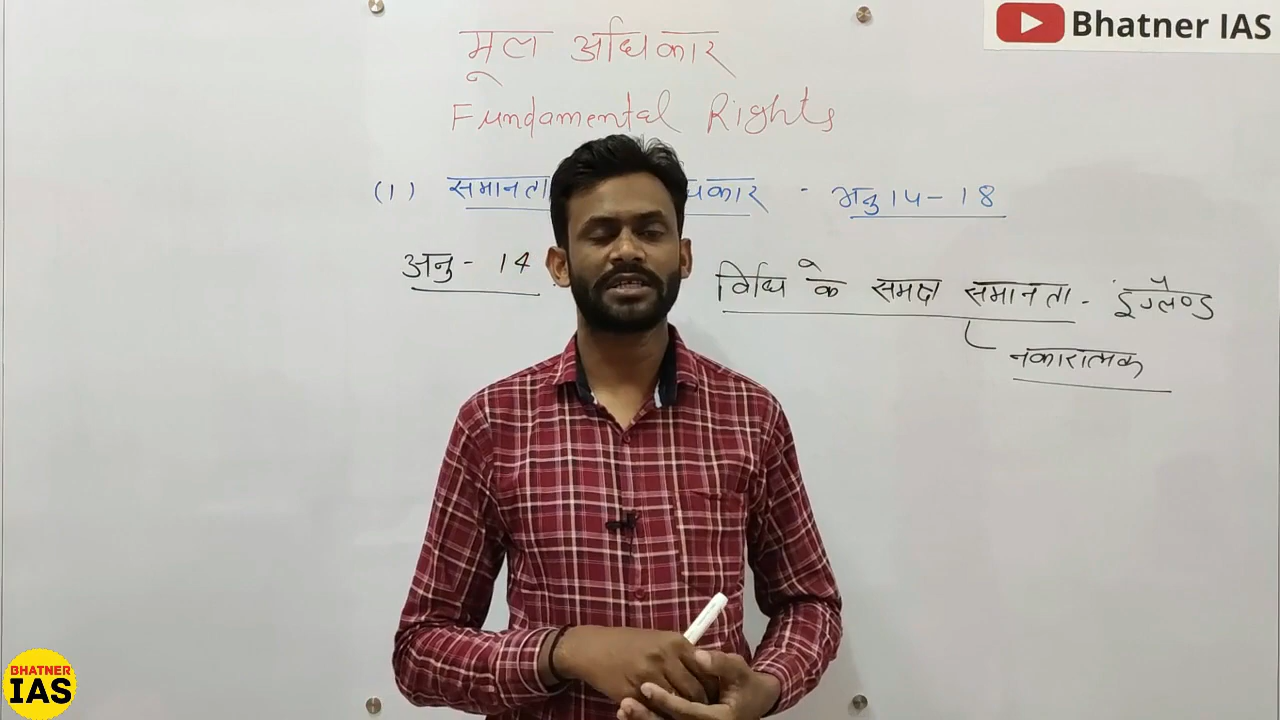 Bhatner IAS
मूल अधिकार
Fundamental Rights
(1) समानता धिकार - अनु 14-18
अनु - 14
विधि के समक्ष समानता - इंग्लैण्ड
नकारात्मक
BHATNER
IAS